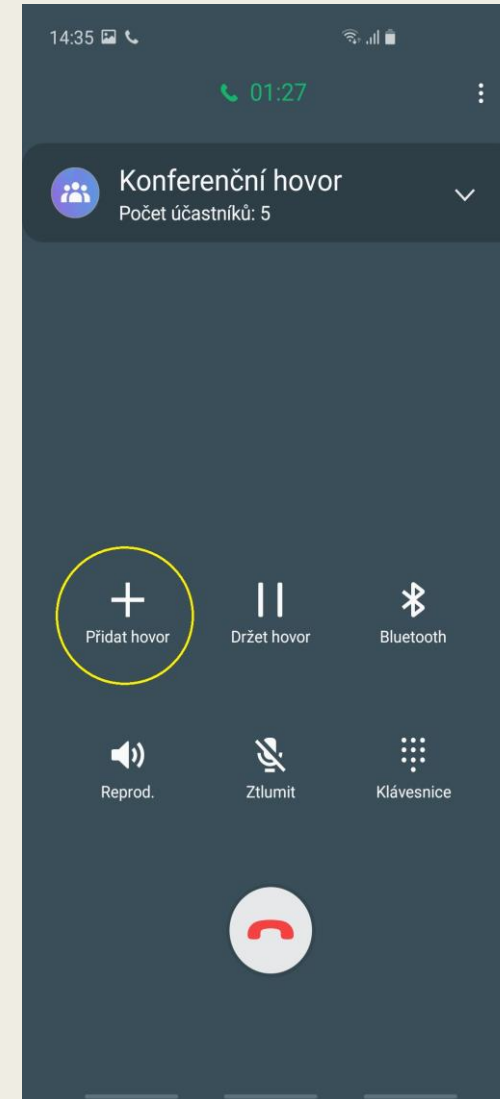 14:35
01:27
Konferenční hovor
Počet účastníků: 5
Přidat hovor
Držet hovor
Bluetooth
Reprod.
Ztlumit
Klávesnice